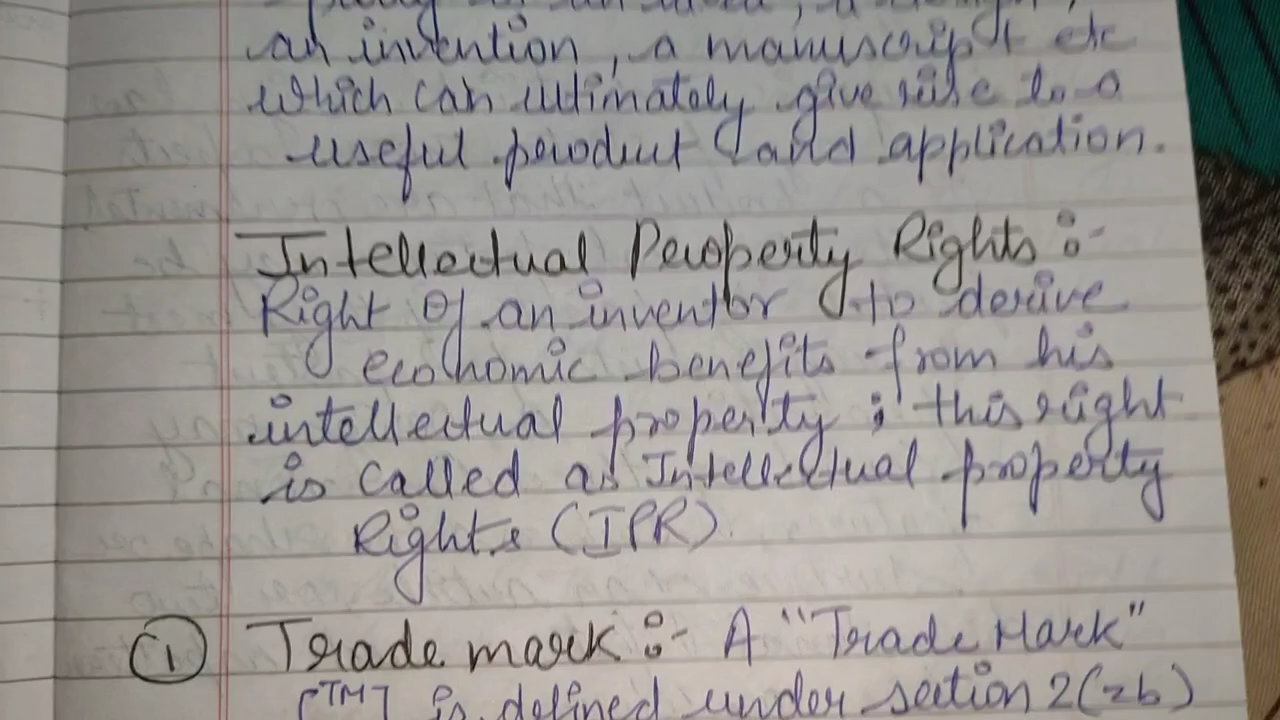 an invention, a manuscript etc
which can ultimately give rise to a
useful product and application.
Intellectual Property Rights :-
Right of an inventor to derive
economic benefits from his
intellectual property ; this right
is called as Intellectual property
Rights (IPR).
(1) Trade mark :- A "Trade Mark"
[TM] is defined under section 2(zb)